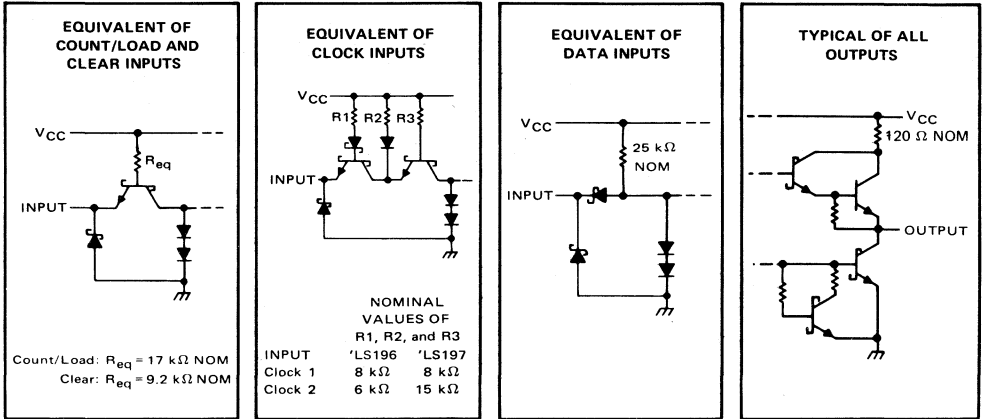 EQUIVALENT OF
COUNT/LOAD AND
CLEAR INPUTS
VCC
Req
INPUT
Count/Load: Req = 17 kΩ NOM
Clear: Req = 9.2 kΩ NOM
EQUIVALENT OF
CLOCK INPUTS
VCC
R1 R2 R3
INPUT
NOMINAL
VALUES OF
R1, R2, and R3
INPUT 'LS196 'LS197
Clock 1 8 kΩ 8 kΩ
Clock 2 6 kΩ 15 kΩ
EQUIVALENT OF
DATA INPUTS
VCC
25 kΩ
NOM
INPUT
TYPICAL OF ALL
OUTPUTS
VCC
120 Ω NOM
OUTPUT